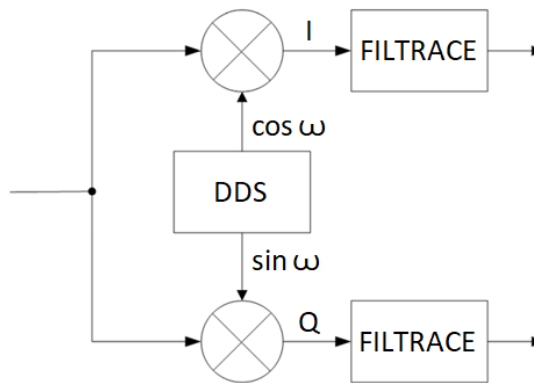 I
FILTRACE
cos ω
DDS
sin ω
Q
FILTRACE